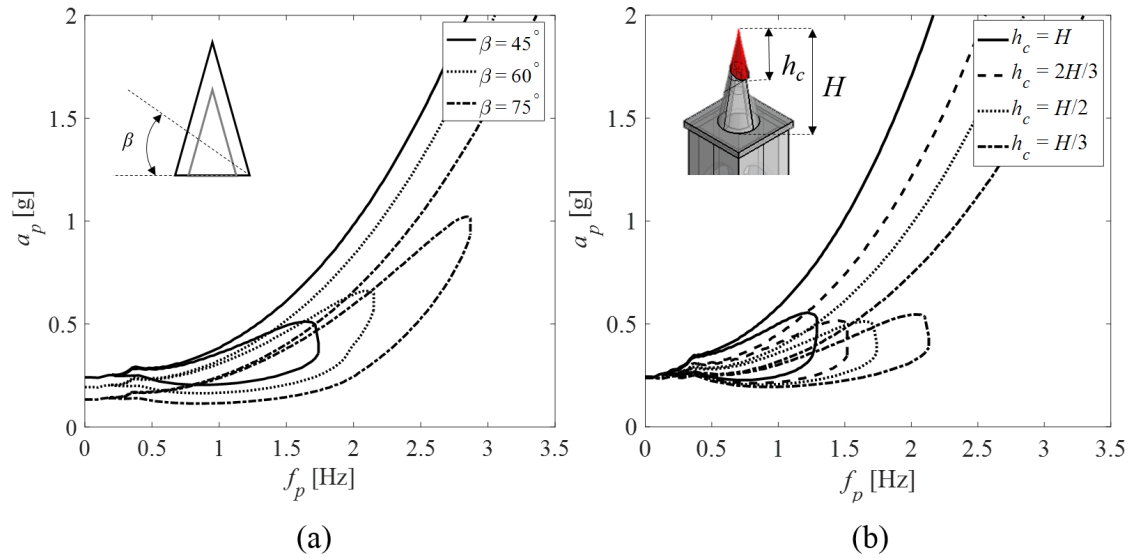 2
1.5
1
0.5
0
0 0.5 1 1.5 2 2.5 3 3.5
a_p [g]
f_p [Hz]
β = 45°
β = 60°
β = 75°
β
(a)
2
1.5
1
0.5
0
0 0.5 1 1.5 2 2.5 3 3.5
a_p [g]
f_p [Hz]
h_c
H
h_c = H
h_c = 2H/3
h_c = H/2
h_c = H/3
(b)